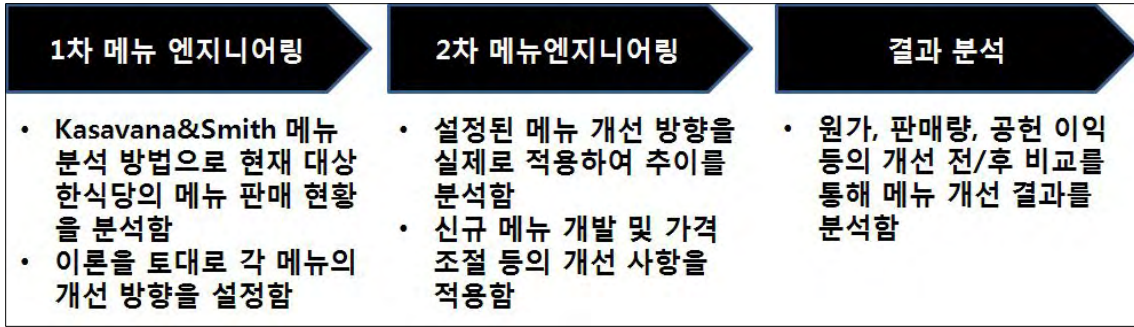 1차 메뉴 엔지니어링
• Kasavana&Smith 메뉴
분석 방법으로 현재 대상
한식당의 메뉴 판매 현황
을 분석함
• 이론을 토대로 각 메뉴의
개선 방향을 설정함
2차 메뉴엔지니어링
• 설정된 메뉴 개선 방향을
실제로 적용하여 추이를
분석함
• 신규 메뉴 개발 및 가격
조절 등의 개선 사항을
적용함
결과 분석
• 원가, 판매량, 공헌 이익
등의 개선 전/후 비교를
통해 메뉴 개선 결과를
분석함